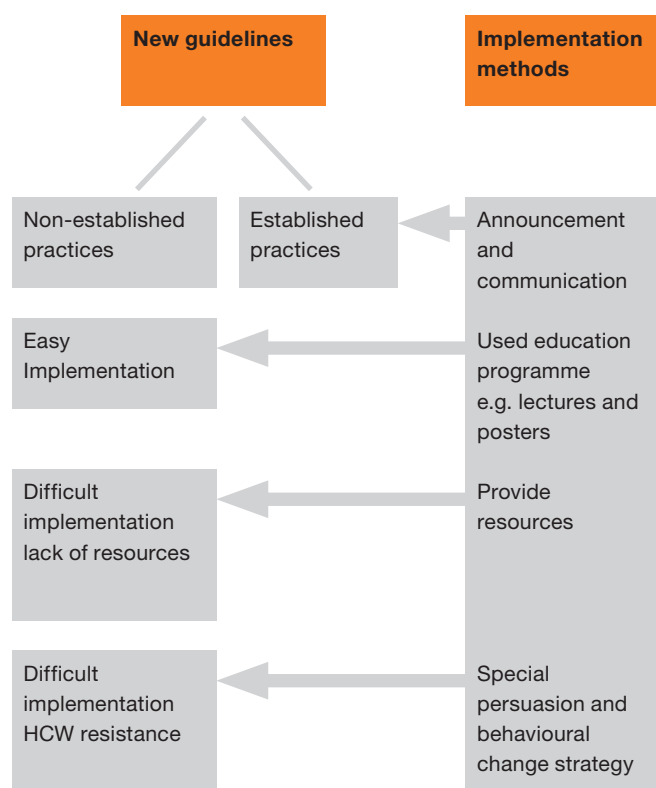 New guidelines
Implementation
methods
Non-established
practices
Established
practices
Announcement
and
communication
Easy
Implementation
Used education
programme
e.g. lectures and
posters
Difficult
implementation
lack of resources
Provide
resources
Difficult
implementation
HCW resistance
Special
persuasion and
behavioural
change strategy